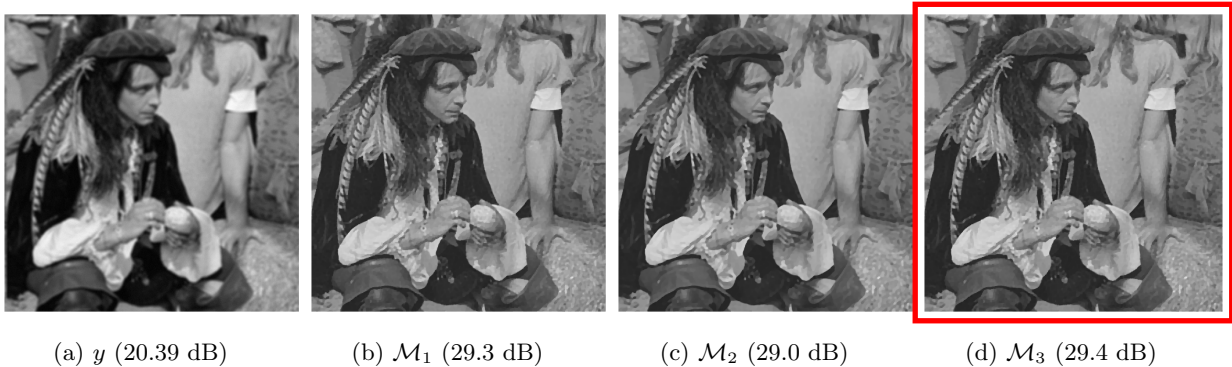 (a) y (20.39 dB)
(b) ℳ₁ (29.3 dB)
(c) ℳ₂ (29.0 dB)
(d) ℳ₃ (29.4 dB)